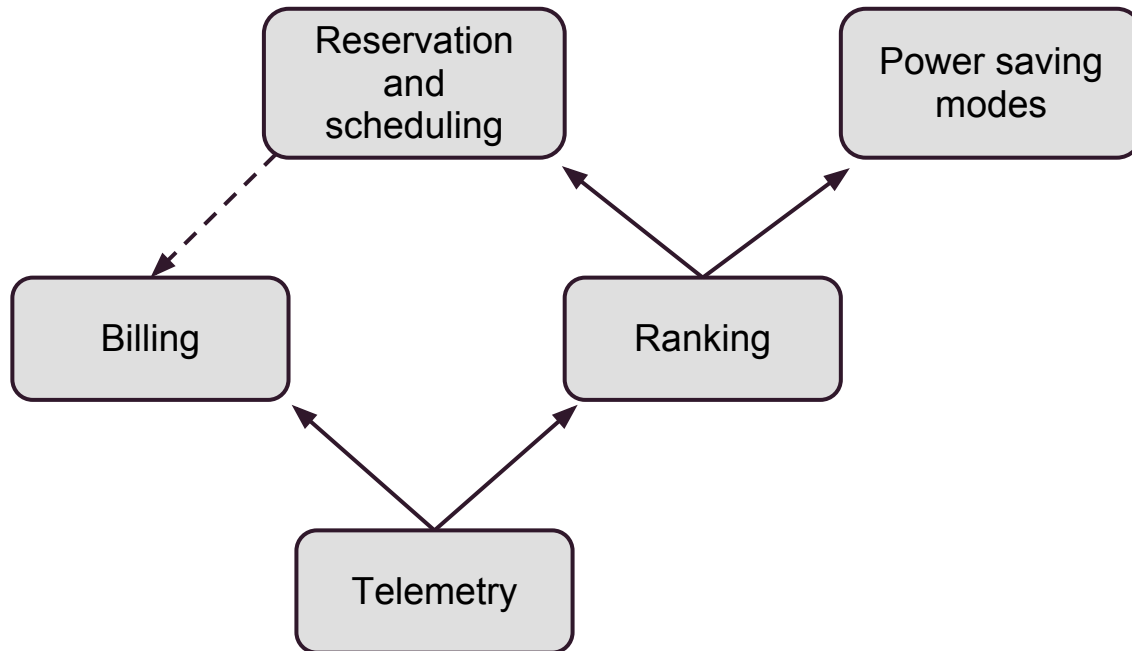 Reservation
and
scheduling
Power saving
modes
Billing
Ranking
Telemetry